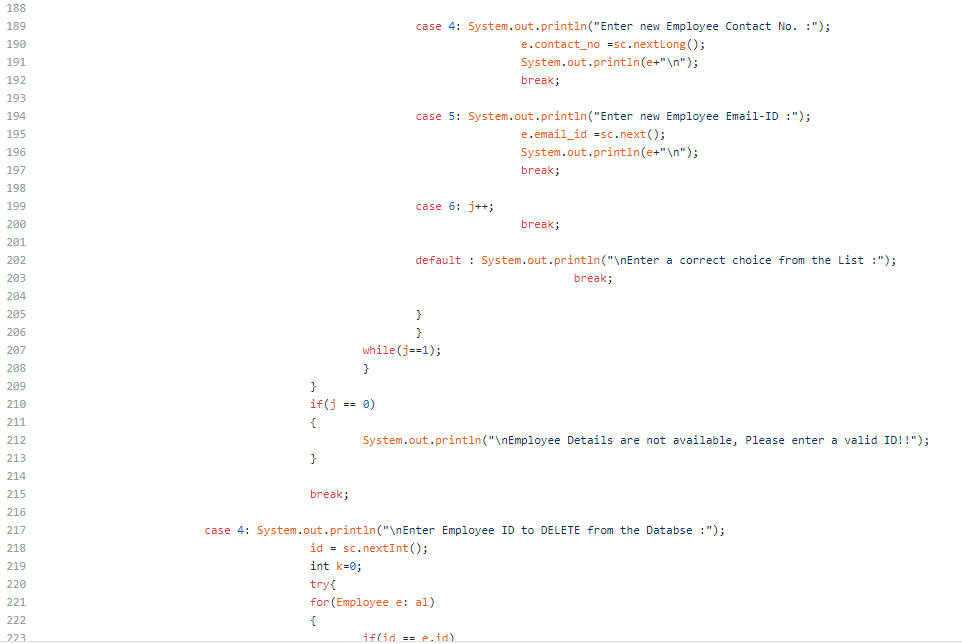 188
189 case 4: System.out.println("Enter new Employee Contact No. :");
190 e.contact_no =sc.nextLong();
191 System.out.println(e+"\n");
192 break;
193
194 case 5: System.out.println("Enter new Employee Email-ID :");
195 e.email_id =sc.next();
196 System.out.println(e+"\n");
197 break;
198
199 case 6: j++;
200 break;
201
202 default : System.out.println("\nEnter a correct choice from the List :");
203 break;
204
205 }
206 }
207 while(j==1);
208 }
209 }
210 if(j == 0)
211 {
212 System.out.println("\nEmployee Details are not available, Please enter a valid ID!!");
213 }
214
215 break;
216
217 case 4: System.out.println("\nEnter Employee ID to DELETE from the Databse :");
218 id = sc.nextInt();
219 int k=0;
220 try{
221 for(Employee e: al)
222 {
223 if(id == e.id)